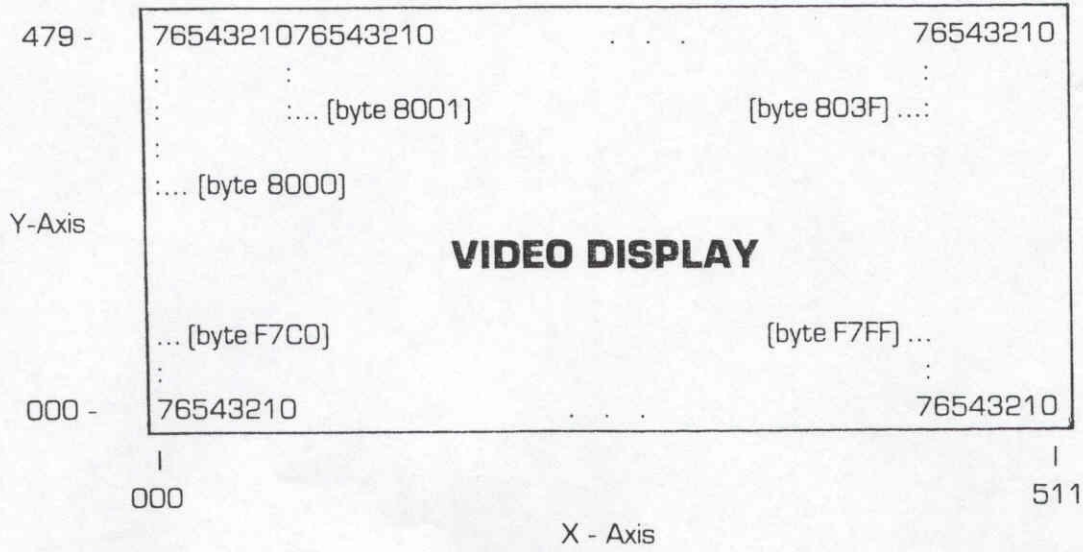 479 - 7654321076543210 . . . 76543210
: : :
: :.... [byte 8001] [byte 803F] ....:
:
:.... [byte 8000]
Y-Axis
VIDEO DISPLAY
... [byte F7C0] [byte F7FF] ...
: :
000 - 76543210 . . . 76543210
| |
000 511
X - Axis